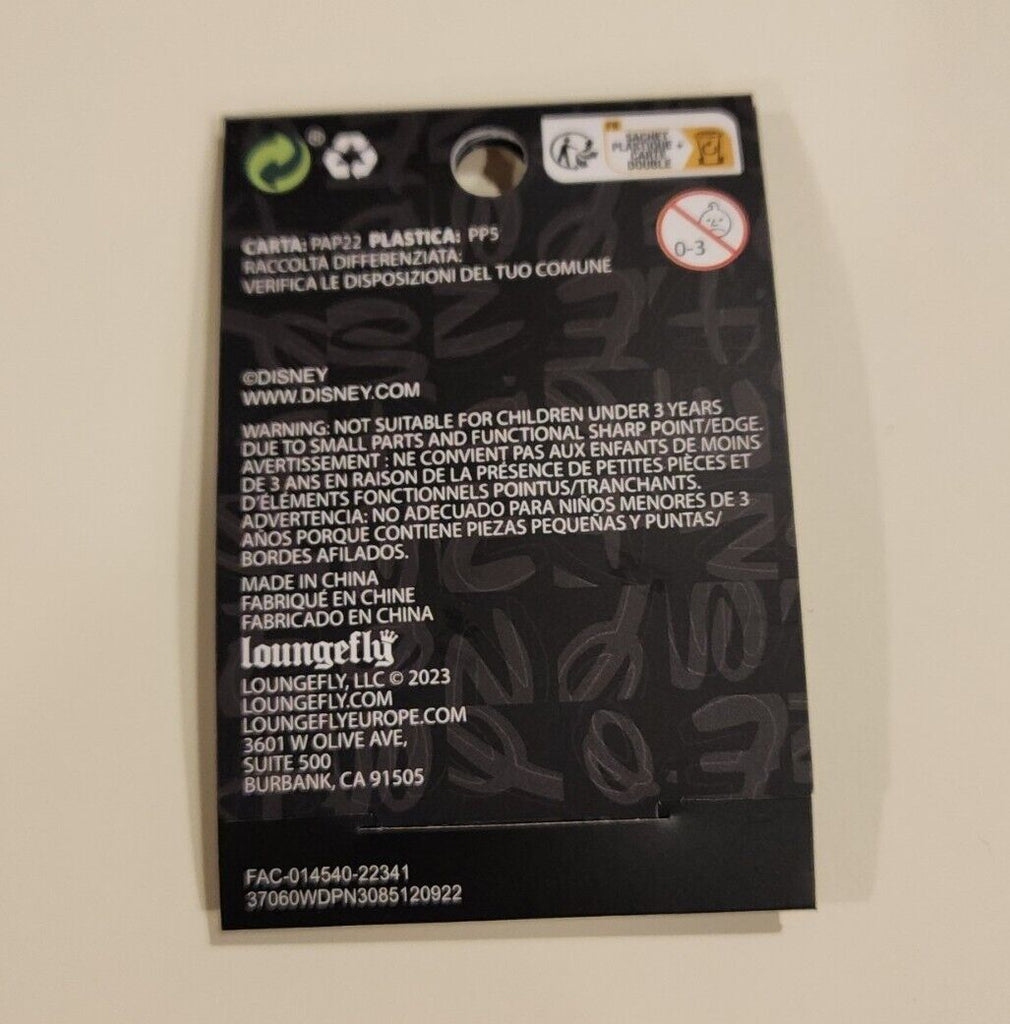 ®
FR
SACHET
PLASTIQUE +
CARTE
DOUBLE
0-3
CARTA: PAP22 PLASTICA: PP5
RACCOLTA DIFFERENZIATA:
VERIFICA LE DISPOSIZIONI DEL TUO COMUNE
©DISNEY
WWW.DISNEY.COM
WARNING: NOT SUITABLE FOR CHILDREN UNDER 3 YEARS
DUE TO SMALL PARTS AND FUNCTIONAL SHARP POINT/EDGE.
AVERTISSEMENT : NE CONVIENT PAS AUX ENFANTS DE MOINS
DE 3 ANS EN RAISON DE LA PRÉSENCE DE PETITES PIÈCES ET
D'ÉLÉMENTS FONCTIONNELS POINTUS/TRANCHANTS.
ADVERTENCIA: NO ADECUADO PARA NIÑOS MENORES DE 3
AÑOS PORQUE CONTIENE PIEZAS PEQUEÑAS Y PUNTAS/
BORDES AFILADOS.
MADE IN CHINA
FABRIQUÉ EN CHINE
FABRICADO EN CHINA
loungefly
LOUNGEFLY, LLC © 2023
LOUNGEFLY.COM
LOUNGEFLYEUROPE.COM
3601 W OLIVE AVE,
SUITE 500
BURBANK, CA 91505
FAC-014540-22341
37060WDPN3085120922